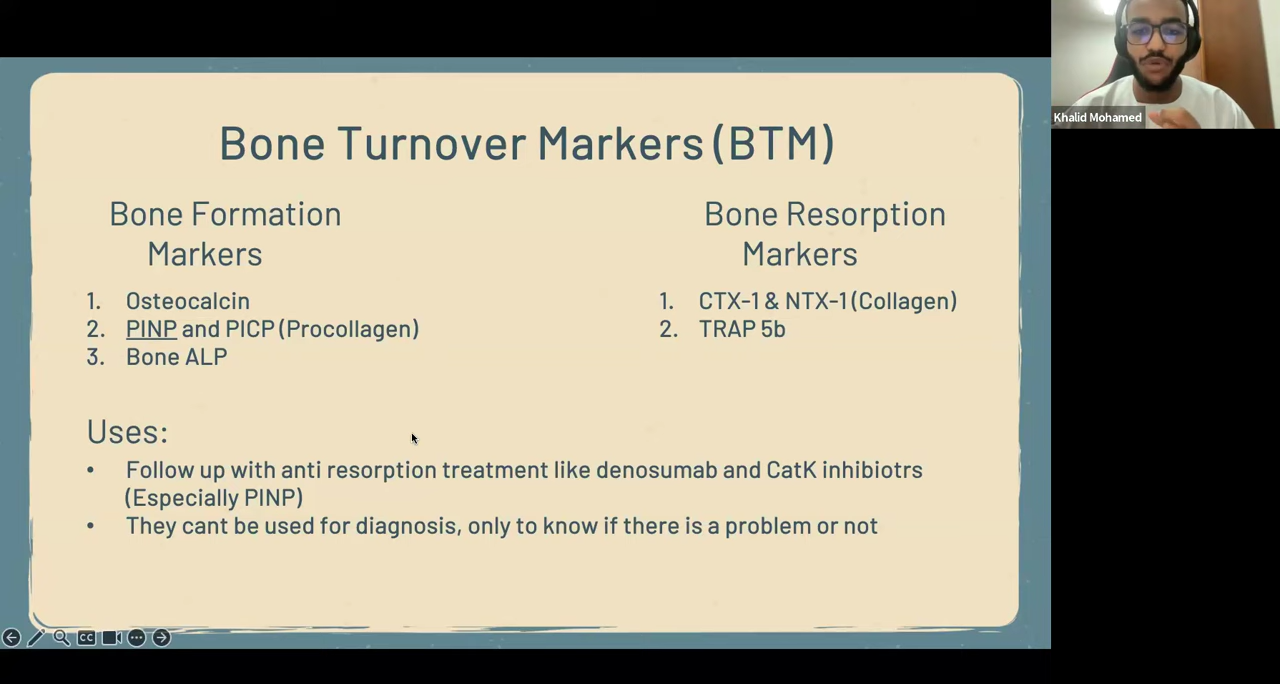 Bone Turnover Markers (BTM)
Bone Formation
Markers
1. Osteocalcin
2. PINP and PICP (Procollagen)
3. Bone ALP
Bone Resorption
Markers
1. CTX-1 & NTX-1 (Collagen)
2. TRAP 5b
Uses:
• Follow up with anti resorption treatment like denosumab and CatK inhibiotrs
(Especially PINP)
• They cant be used for diagnosis, only to know if there is a problem or not
Khalid Mohamed
CC